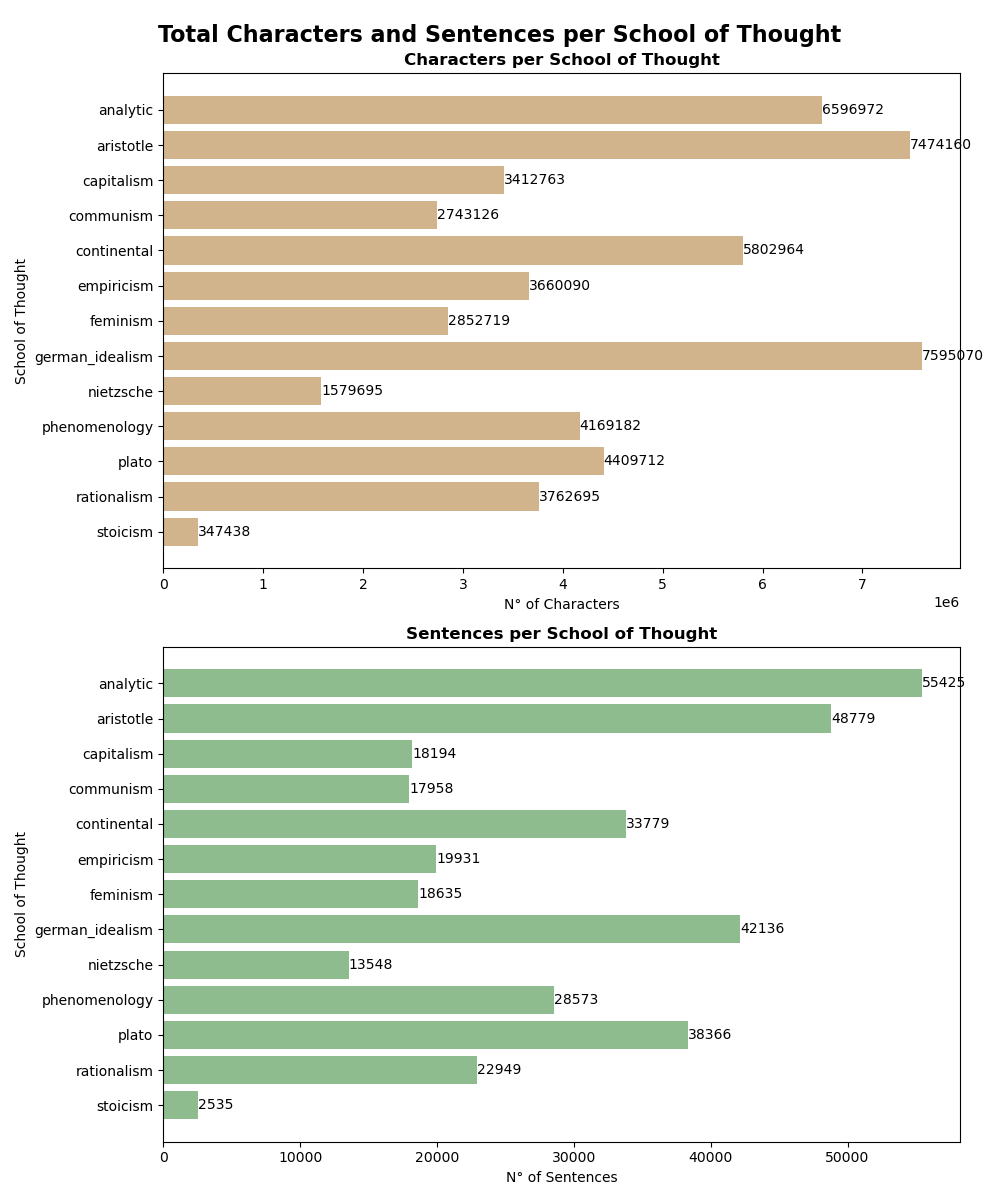 Total Characters and Sentences per School of Thought
Characters per School of Thought
School of Thought
analytic 6596972
aristotle 7474160
capitalism 3412763
communism 2743126
continental 5802964
empiricism 3660090
feminism 2852719
german_idealism 7595070
nietzsche 1579695
phenomenology 4169182
plato 4409712
rationalism 3762695
stoicism 347438
0 1 2 3 4 5 6 7
1e6
N° of Characters
Sentences per School of Thought
School of Thought
analytic 55425
aristotle 48779
capitalism 18194
communism 17958
continental 33779
empiricism 19931
feminism 18635
german_idealism 42136
nietzsche 13548
phenomenology 28573
plato 38366
rationalism 22949
stoicism 2535
0 10000 20000 30000 40000 50000
N° of Sentences